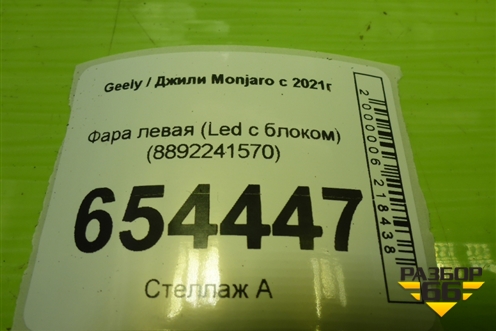 Geely / Джили Monjaro с 2021г
Фара левая (Led с блоком)
(8892241570)
654447
Стеллаж А
2000006218438
РАЗБОР
66